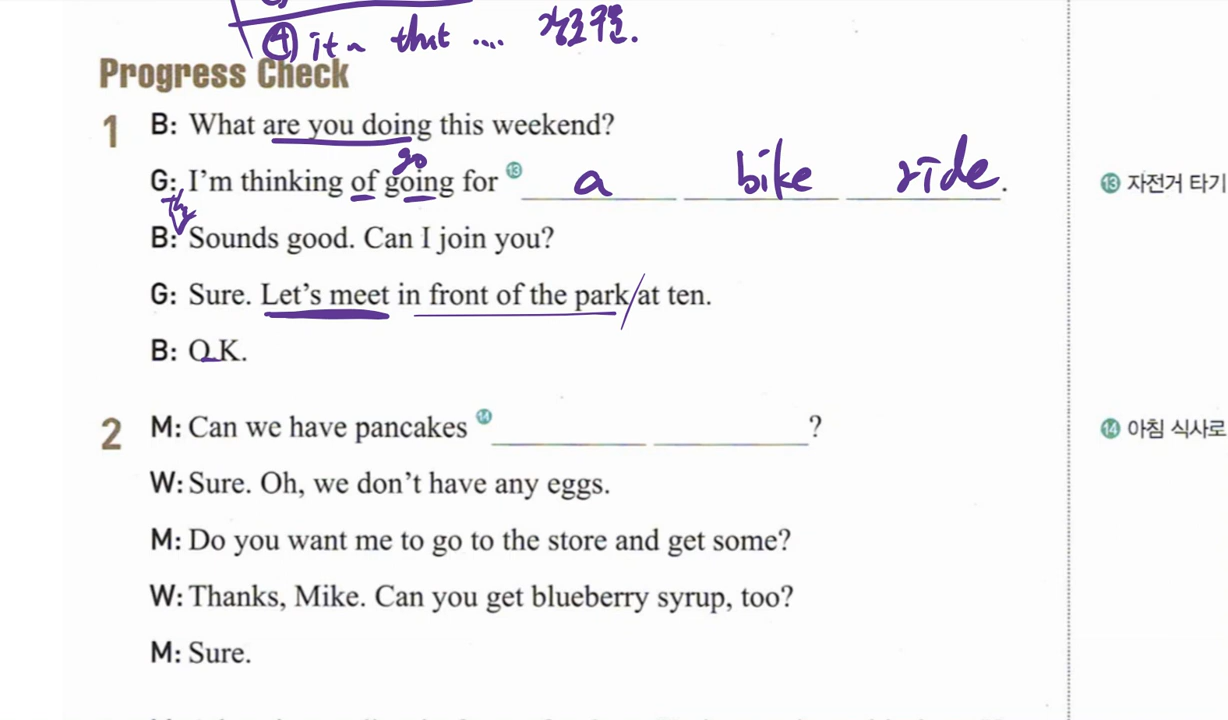 ④ it ~ that .... 강조구문.
Progress Check
1 B: What are you doing this weekend?
go
G: I'm thinking of going for ⑬ a bike ride. ⑬ 자전거 타기
B: Sounds good. Can I join you?
G: Sure. Let's meet in front of the park/at ten.
B: O.K.
2 M: Can we have pancakes ⑭ ? ⑭ 아침 식사로
W: Sure. Oh, we don't have any eggs.
M: Do you want me to go to the store and get some?
W: Thanks, Mike. Can you get blueberry syrup, too?
M: Sure.